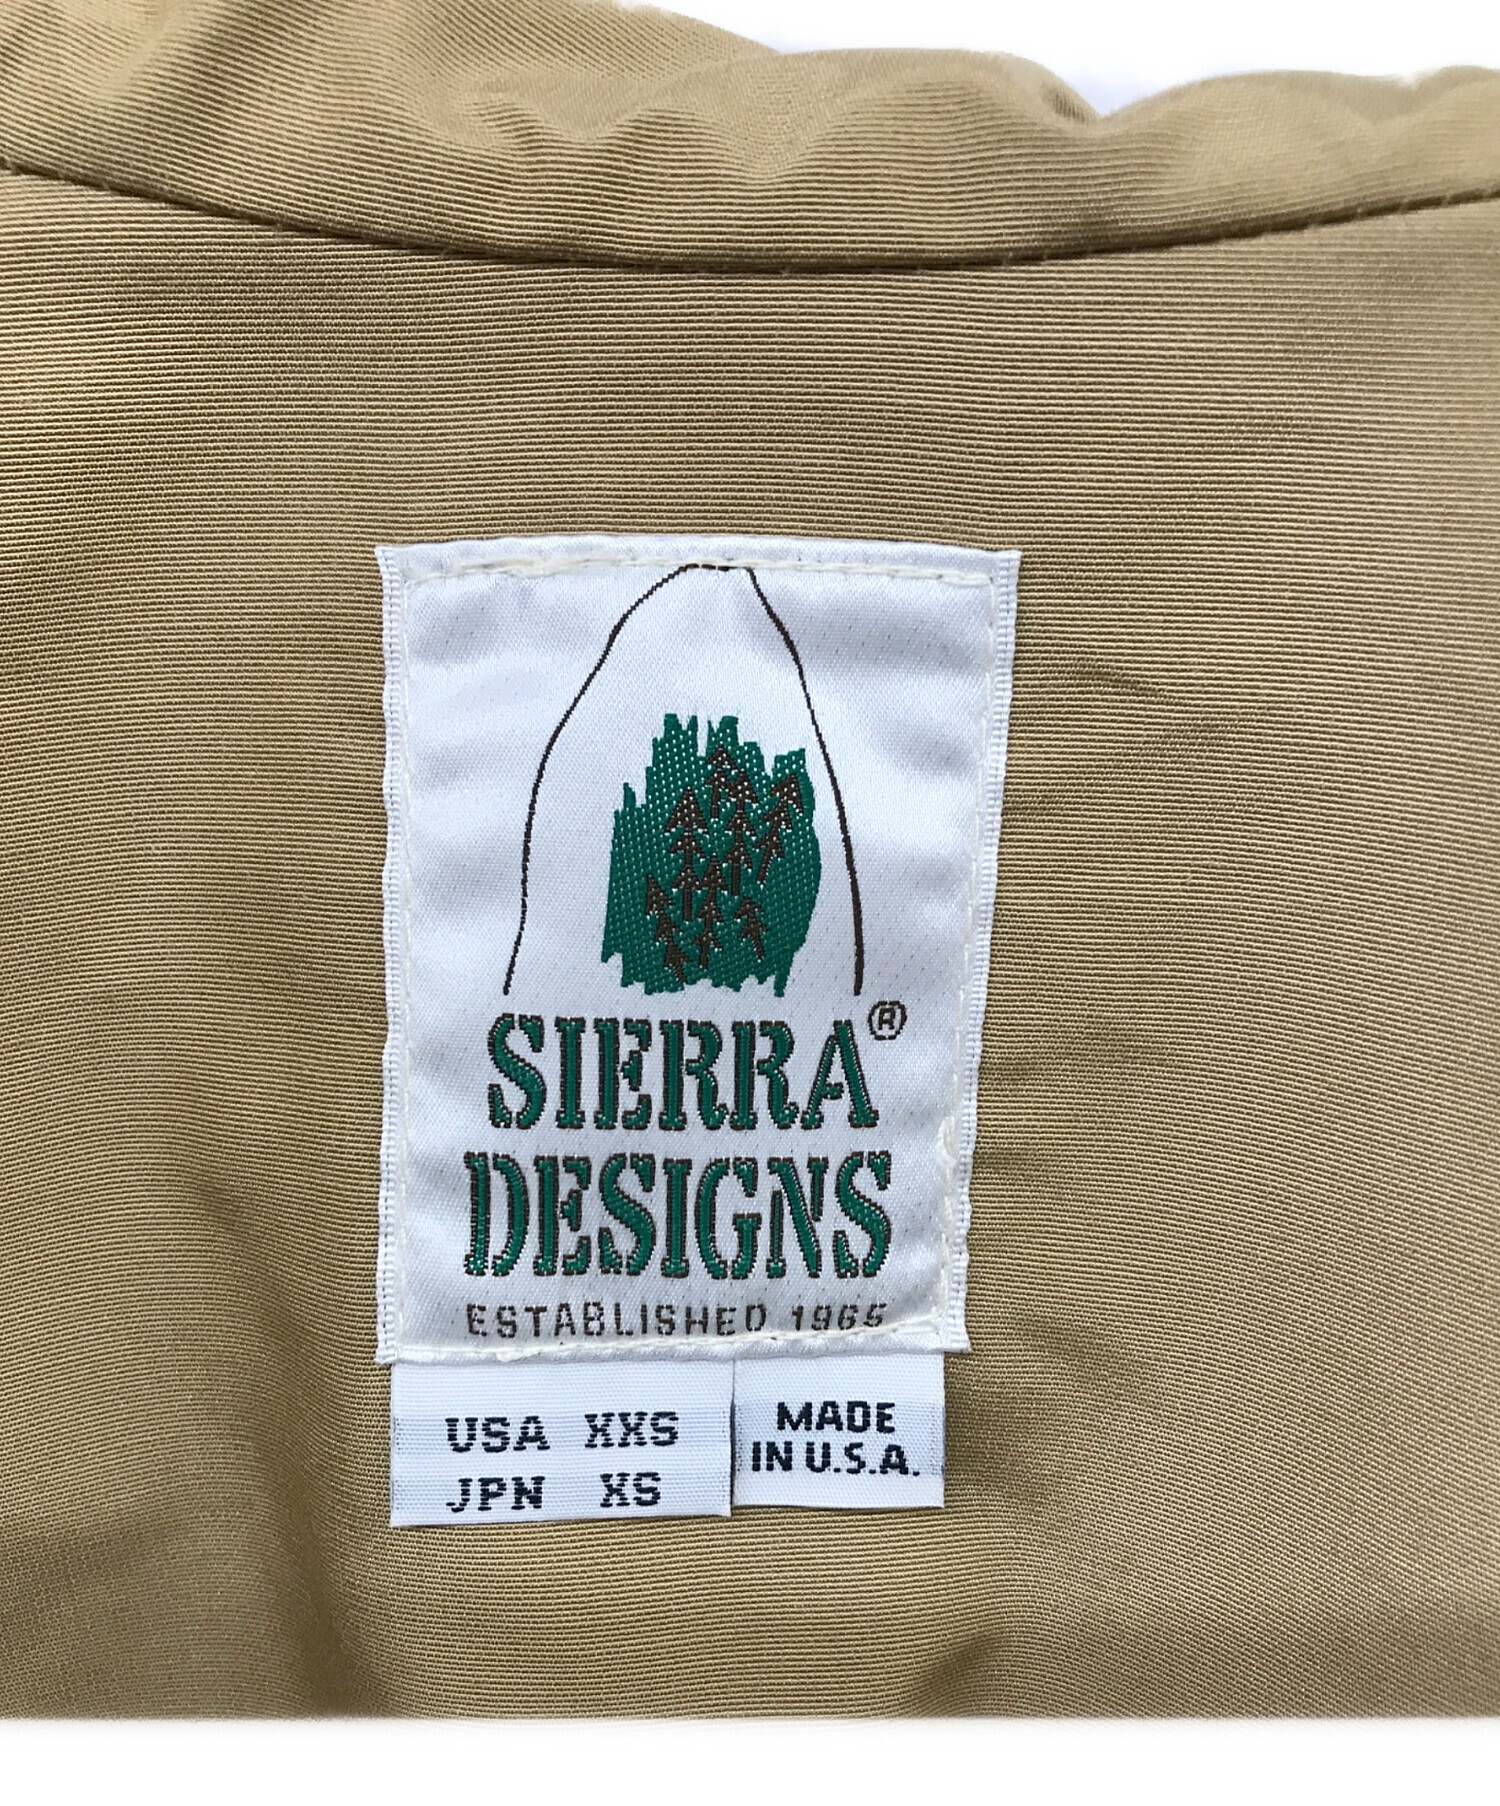 SIERRA®
DESIGNS
ESTABLISHED 1965
USA XXS
JPN XS
MADE
IN U.S.A.